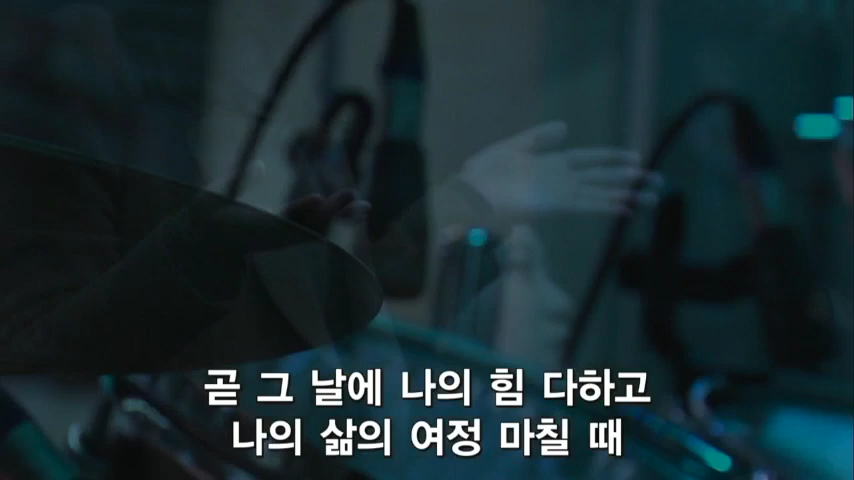 곧 그 날에 나의 힘 다하고
나의 삶의 여정 마칠 때